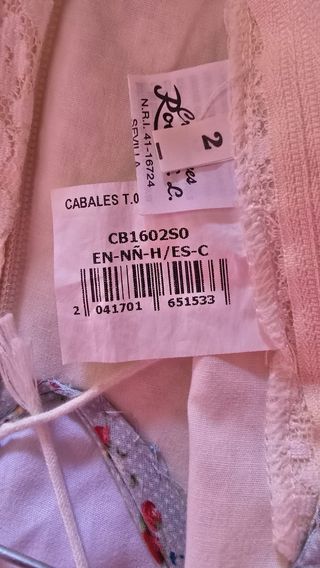 2
N.R.I. 41-16724
SEVILLA
S. L.
CABALES T.0
CB1602S0
EN-NÑ-H/ES-C
2 041701 651533